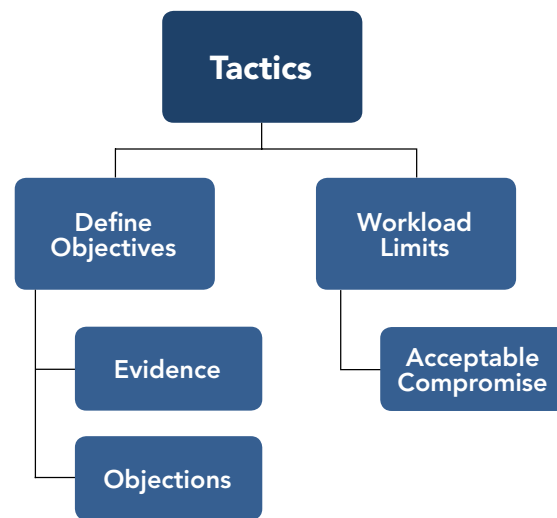 Tactics
Define
Objectives
Workload
Limits
Evidence
Acceptable
Compromise
Objections